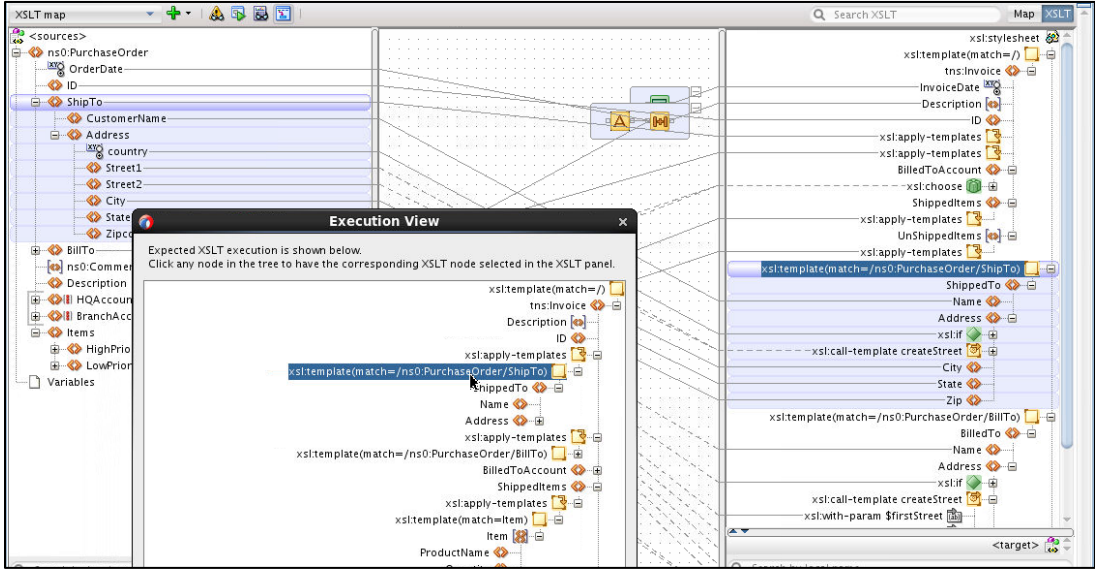 XSLT map
Search XSLT
Map XSLT
<sources>
ns0:PurchaseOrder
OrderDate
ID
ShipTo
CustomerName
Address
country
Street1
Street2
City
State
Zipco
BillTo
ns0:Commer
Description
HQAccoun
BranchAcc
Items
HighPrio
LowPrior
Variables
Execution View
Expected XSLT execution is shown below.
Click any node in the tree to have the corresponding XSLT node selected in the XSLT panel.
xsl:template(match=/)
tns:Invoice
Description
ID
xsl:apply-templates
xsl:template(match=/ns0:PurchaseOrder/ShipTo)
ShippedTo
Name
Address
xsl:apply-templates
xsl:template(match=/ns0:PurchaseOrder/BillTo)
BilledToAccount
ShippedItems
xsl:apply-templates
xsl:template(match=Item)
Item
ProductName
xsl:stylesheet
xsl:template(match=/)
tns:Invoice
InvoiceDate
Description
ID
xsl:apply-templates
xsl:apply-templates
BilledToAccount
xsl:choose
ShippedItems
xsl:apply-templates
UnShippedItems
xsl:apply-templates
xsl:template(match=/ns0:PurchaseOrder/ShipTo)
ShippedTo
Name
Address
xsl:if
xsl:call-template createStreet
City
State
Zip
xsl:template(match=/ns0:PurchaseOrder/BillTo)
BilledTo
Name
Address
xsl:if
xsl:call-template createStreet
xsl:with-param $firstStreet
<target>